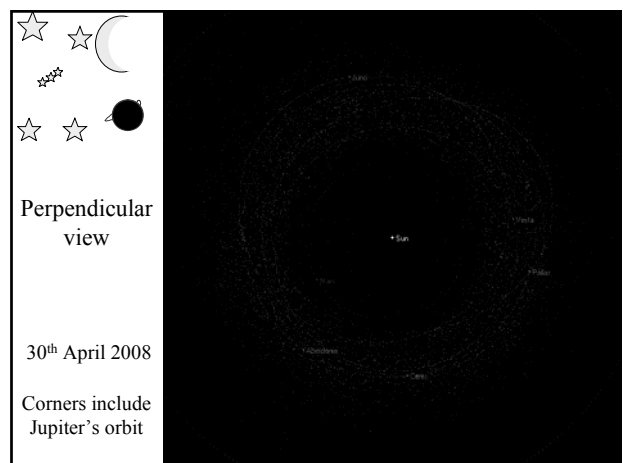 Perpendicular
view
30th April 2008
Corners include
Jupiter's orbit
Juno
Vesta
Sun
Pallas
Ceres